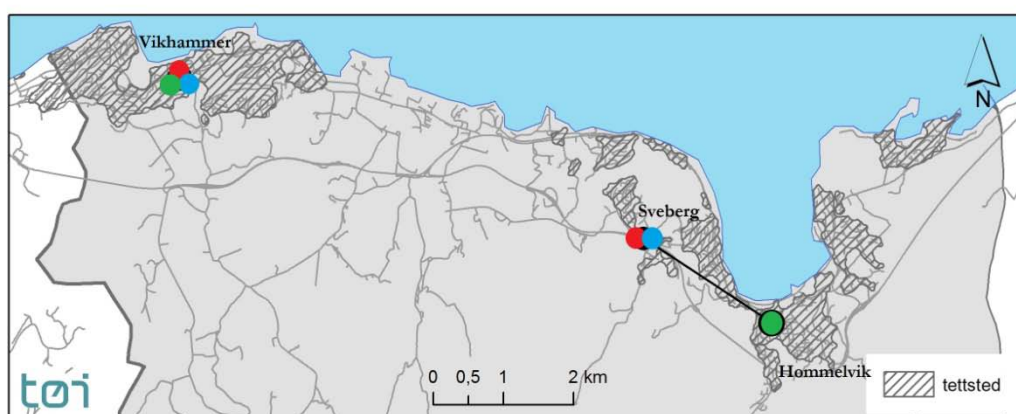 Vikhammer
N
Sveberg
Hommelvik
0 0,5 1 2 km
tettsted
tøi